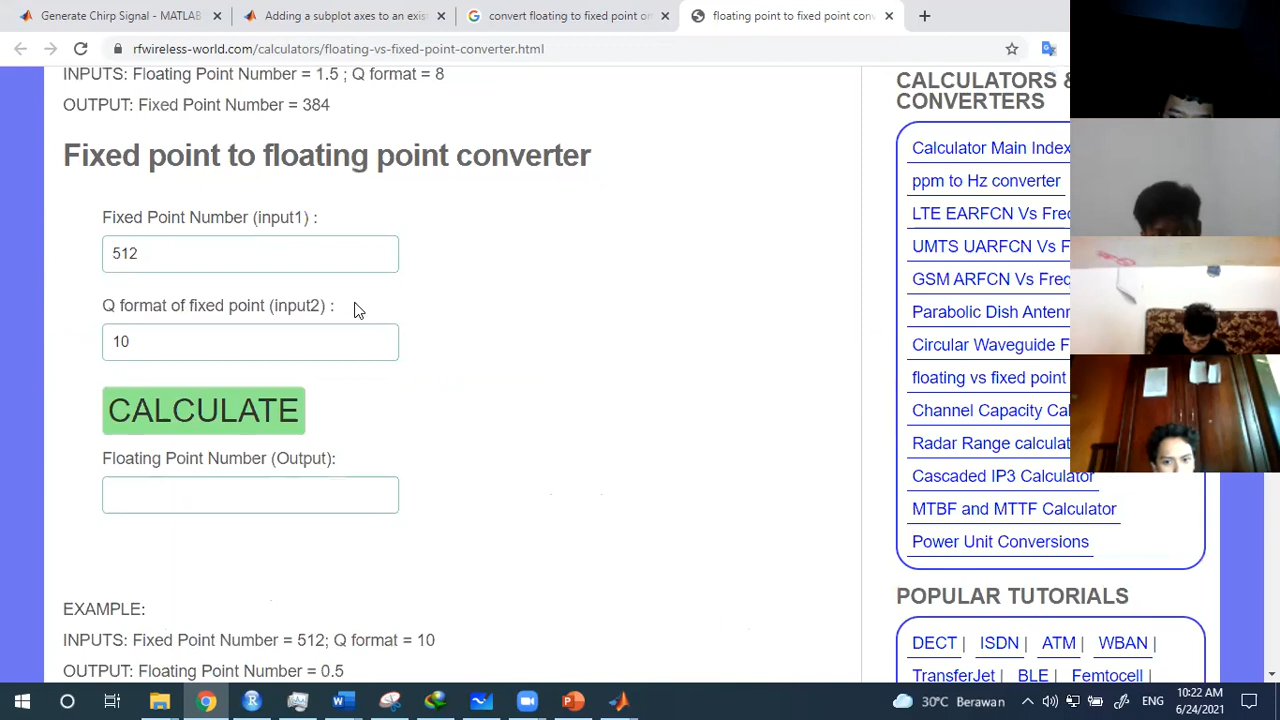 Generate Chirp Signal - MATLAB
Adding a subplot axes to an exis
convert floating to fixed point on
floating point to fixed point conv
rfwireless-world.com/calculators/floating-vs-fixed-point-converter.html
INPUTS: Floating Point Number = 1.5 ; Q format = 8
OUTPUT: Fixed Point Number = 384
Fixed point to floating point converter
Fixed Point Number (input1) :
512
Q format of fixed point (input2) :
10
CALCULATE
Floating Point Number (Output):
EXAMPLE:
INPUTS: Fixed Point Number = 512; Q format = 10
OUTPUT: Floating Point Number = 0.5
CALCULATORS &
CONVERTERS
Calculator Main Index
ppm to Hz converter
LTE EARFCN Vs Freq
UMTS UARFCN Vs F
GSM ARFCN Vs Freq
Parabolic Dish Antenn
Circular Waveguide F
floating vs fixed point
Channel Capacity Cal
Radar Range calculat
Cascaded IP3 Calculator
MTBF and MTTF Calculator
Power Unit Conversions
POPULAR TUTORIALS
DECT | ISDN | ATM | WBAN |
TransferJet | BLE | Femtocell |
30°C Berawan
ENG
10:22 AM
6/24/2021